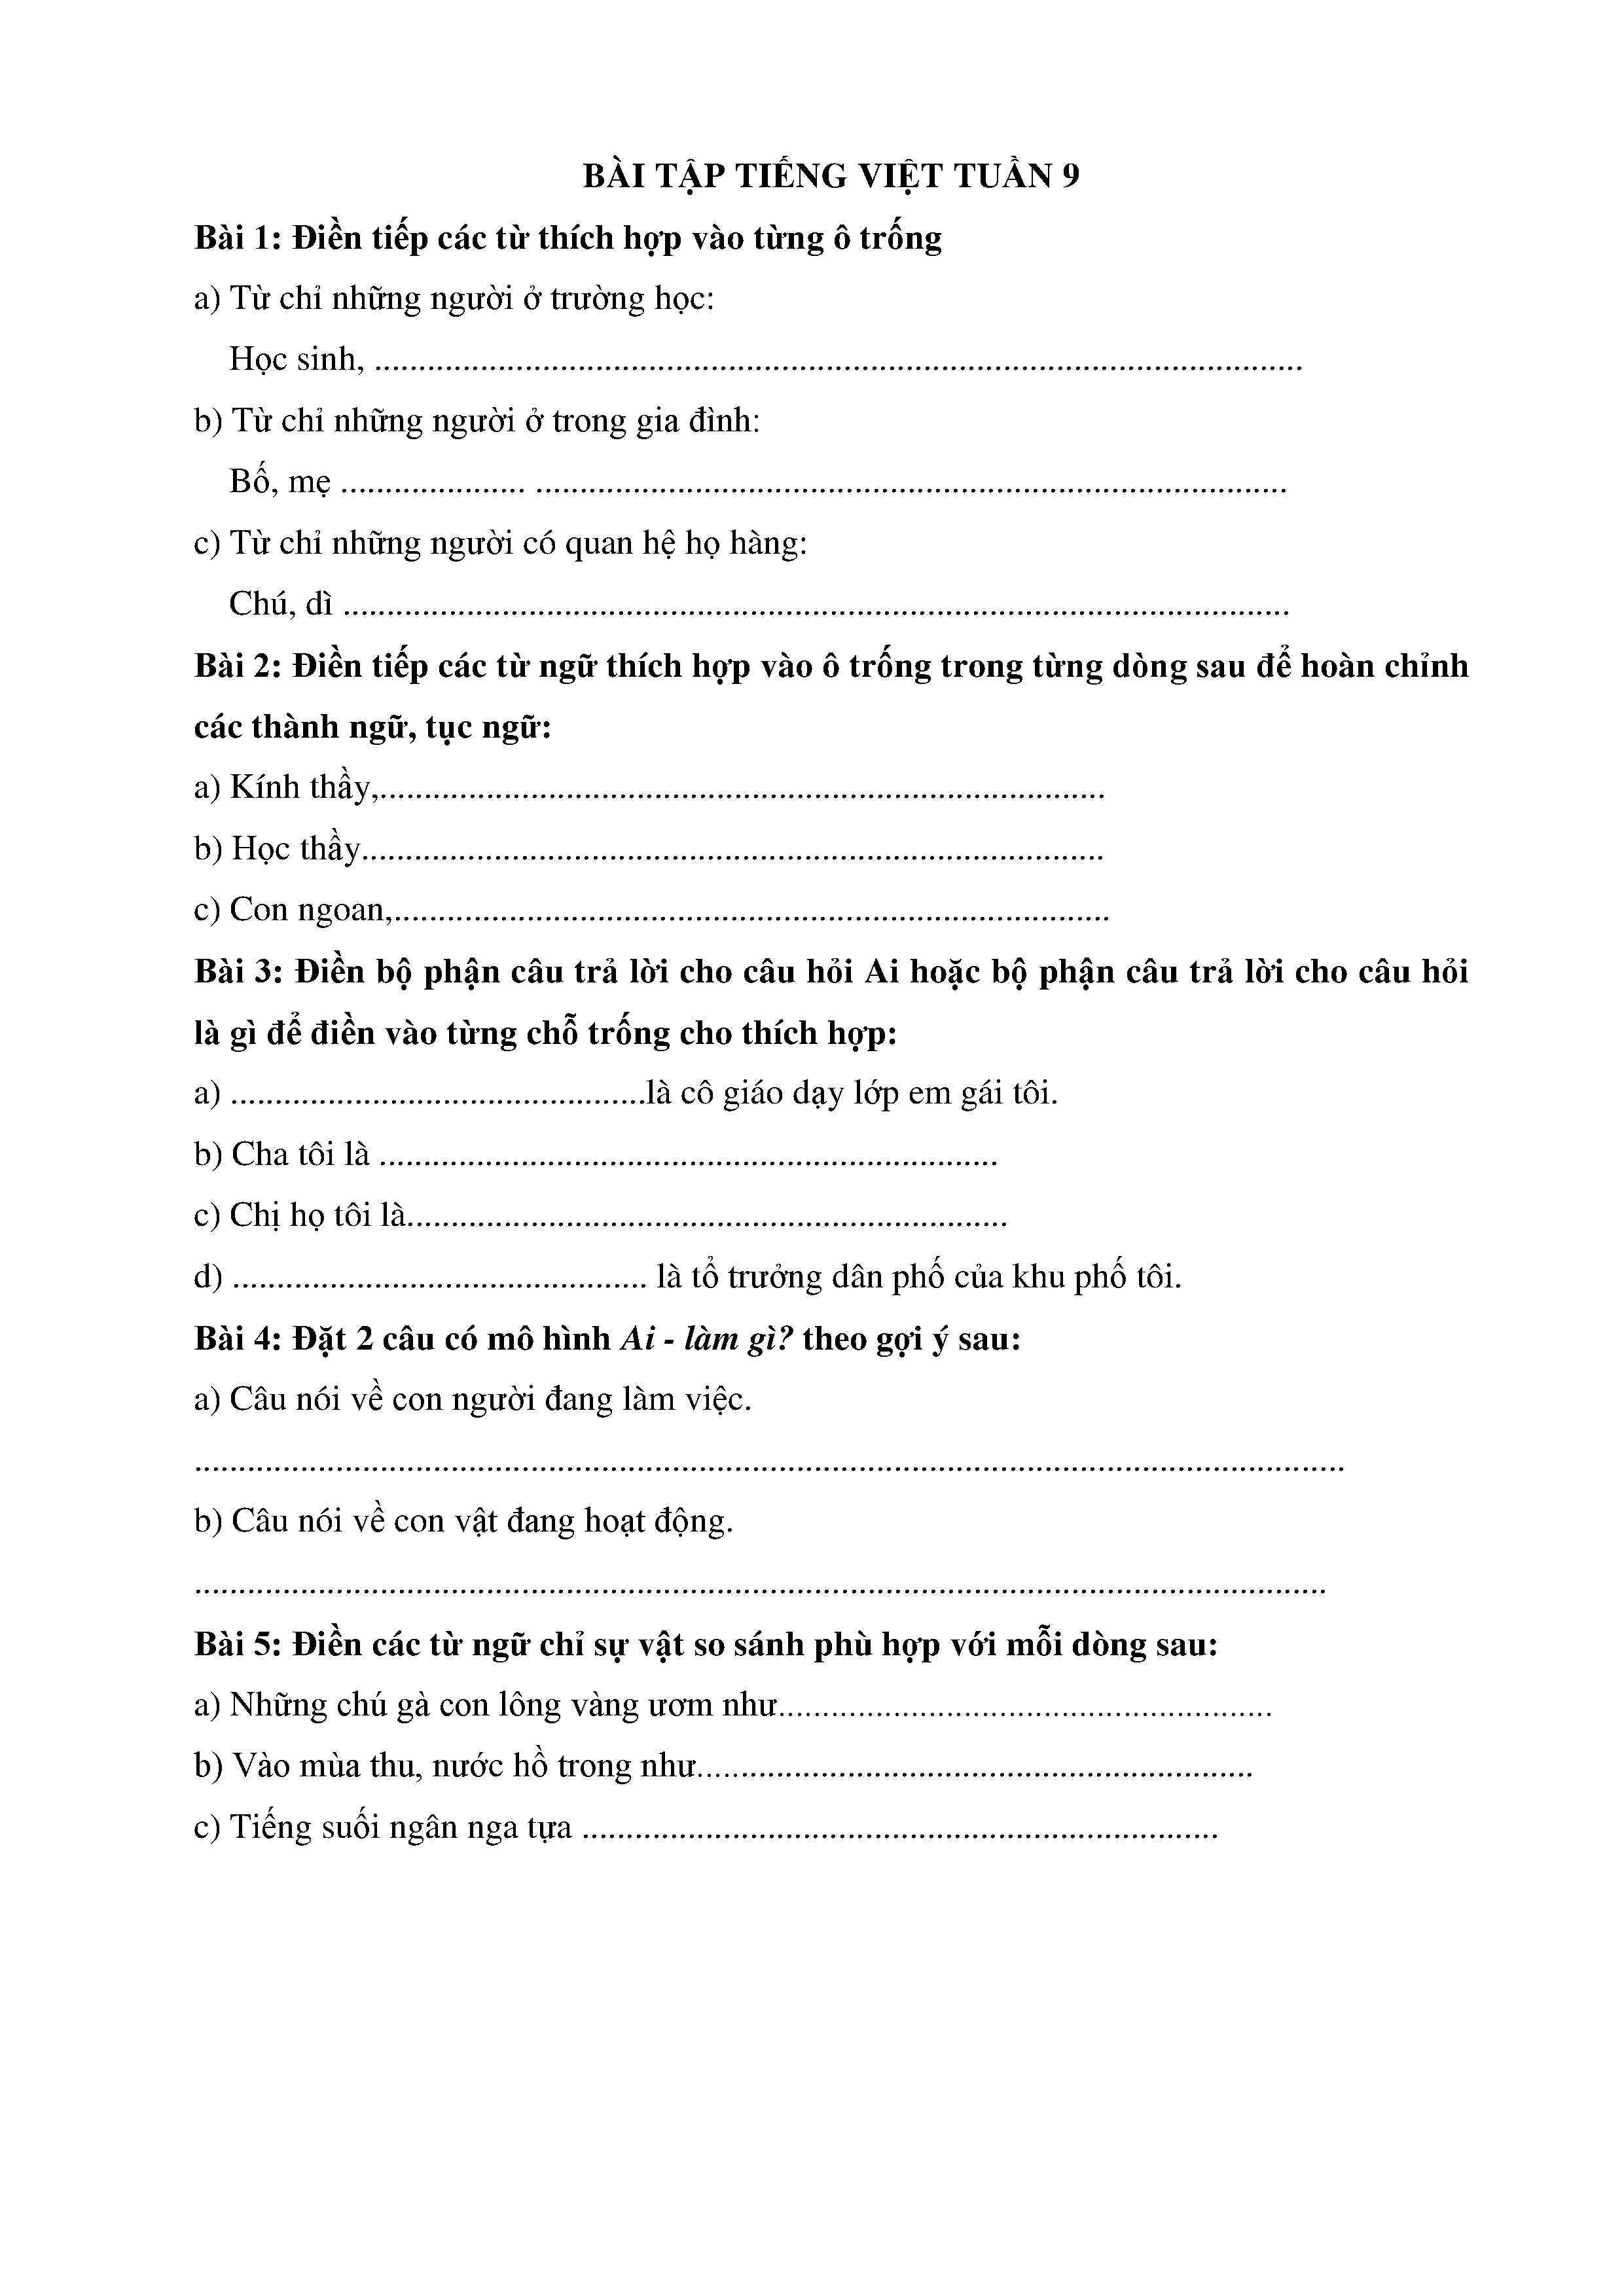 BÀI TẬP TIẾNG VIỆT TUẦN 9
Bài 1: Điền tiếp các từ thích hợp vào từng ô trống
a) Từ chỉ những người ở trường học:
Học sinh, ..........................................................................................................
b) Từ chỉ những người ở trong gia đình:
Bố, mẹ ..................... .....................................................................................
c) Từ chỉ những người có quan hệ họ hàng:
Chú, dì ............................................................................................................
Bài 2: Điền tiếp các từ ngữ thích hợp vào ô trống trong từng dòng sau để hoàn chỉnh
các thành ngữ, tục ngữ:
a) Kính thầy,..................................................................................
b) Học thầy....................................................................................
c) Con ngoan,.................................................................................
Bài 3: Điền bộ phận câu trả lời cho câu hỏi Ai hoặc bộ phận câu trả lời cho câu hỏi
là gì để điền vào từng chỗ trống cho thích hợp:
a) ...............................................là cô giáo dạy lớp em gái tôi.
b) Cha tôi là ......................................................................
c) Chị họ tôi là....................................................................
d) ............................................... là tổ trưởng dân phố của khu phố tôi.
Bài 4: Đặt 2 câu có mô hình Ai - làm gì? theo gợi ý sau:
a) Câu nói về con người đang làm việc.
..................................................................................................................................
b) Câu nói về con vật đang hoạt động.
................................................................................................................................
Bài 5: Điền các từ ngữ chỉ sự vật so sánh phù hợp với mỗi dòng sau:
a) Những chú gà con lông vàng ươm như........................................................
b) Vào mùa thu, nước hồ trong như...............................................................
c) Tiếng suối ngân nga tựa ........................................................................